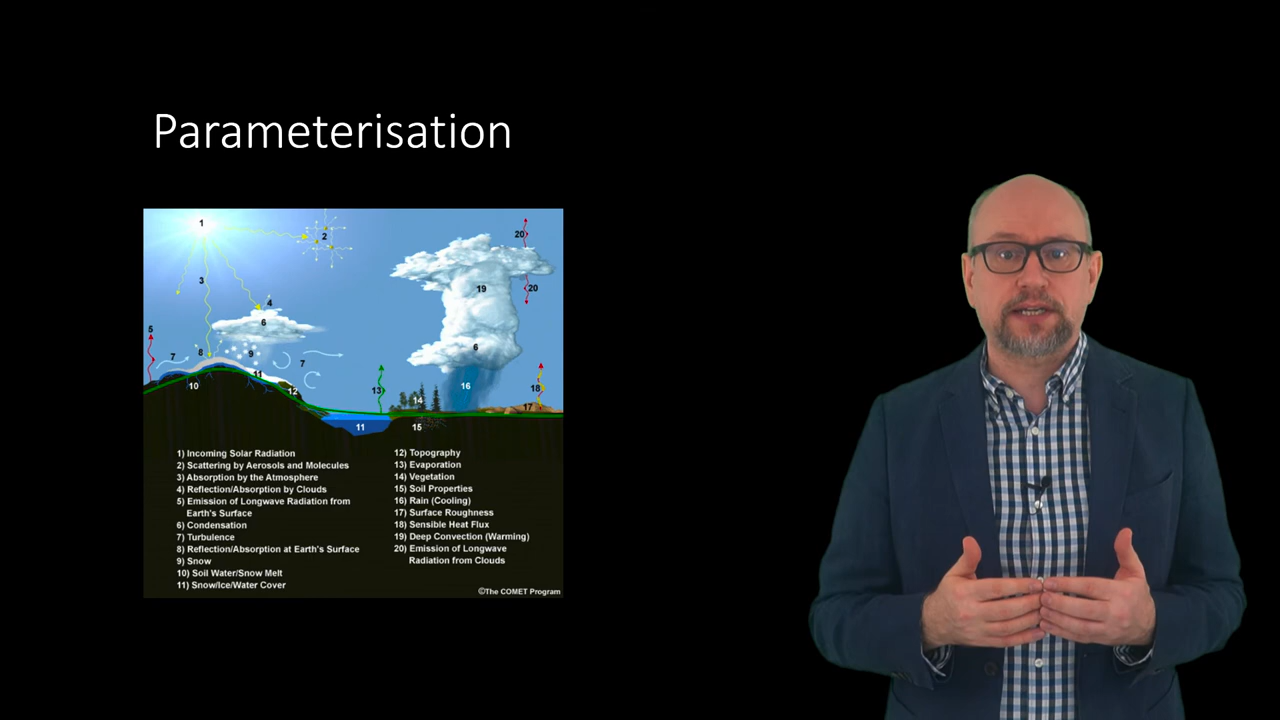 Parameterisation
1
2
20
3
19
20
4
6
5
6
7
8
9
7
11
10
12
13
14
16
18
17
11
15
1) Incoming Solar Radiation
2) Scattering by Aerosols and Molecules
3) Absorption by the Atmosphere
4) Reflection/Absorption by Clouds
5) Emission of Longwave Radiation from
Earth's Surface
6) Condensation
7) Turbulence
8) Reflection/Absorption at Earth's Surface
9) Snow
10) Soil Water/Snow Melt
11) Snow/Ice/Water Cover
12) Topography
13) Evaporation
14) Vegetation
15) Soil Properties
16) Rain (Cooling)
17) Surface Roughness
18) Sensible Heat Flux
19) Deep Convection (Warming)
20) Emission of Longwave
Radiation from Clouds
©The COMET Program